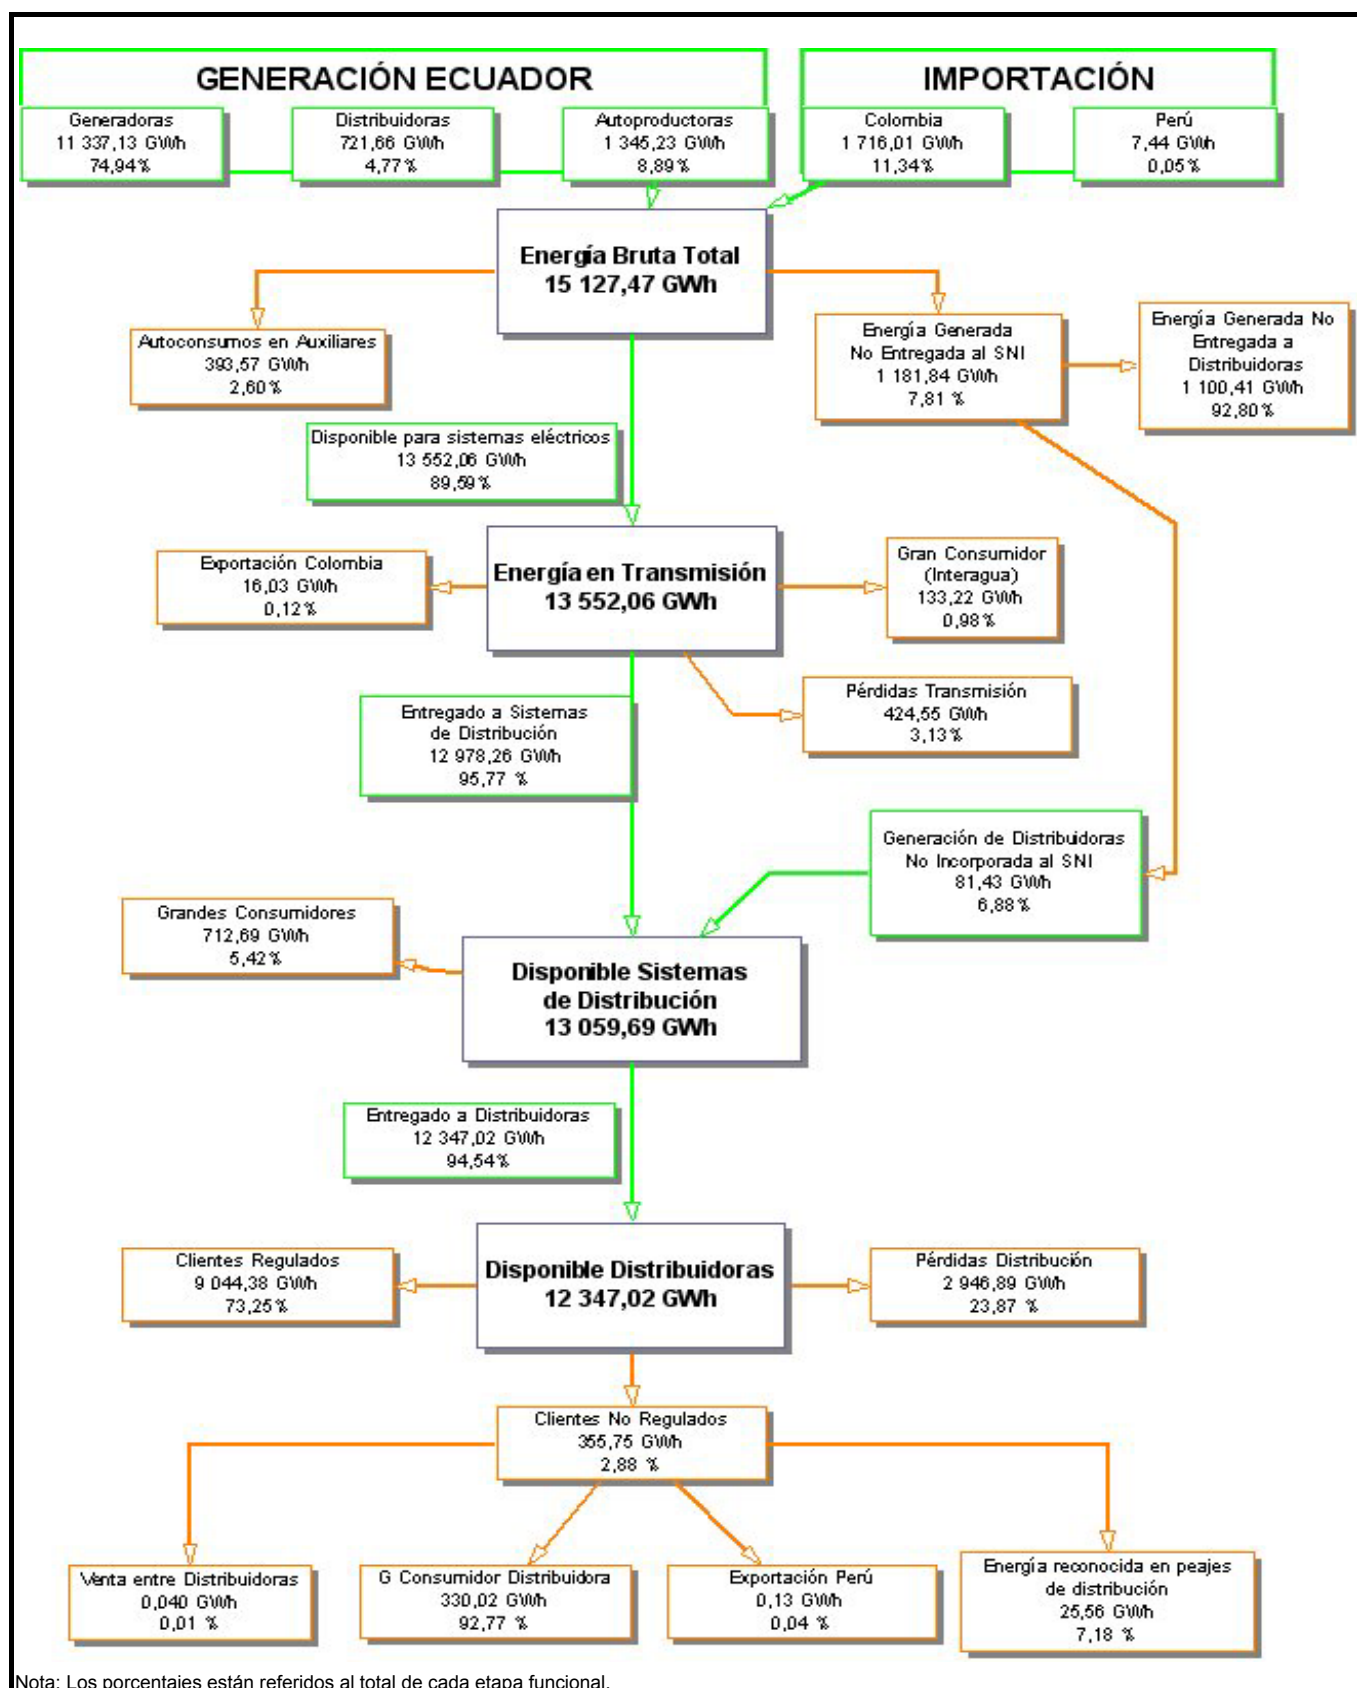 GENERACIÓN ECUADOR
IMPORTACIÓN
Generadoras
11 337,13 GWh
74,94%
Distribuidoras
721,66 GWh
4,77%
Autoproductoras
1 345,23 GWh
8,89%
Colombia
1 716,01 GWh
11,34%
Perú
7,44 GWh
0,05%
Energía Bruta Total
15 127,47 GWh
Autoconsumos en Auxiliares
393,57 GWh
2,60%
Energía Generada
No Entregada al SNI
1 181,84 GWh
7,81 %
Energía Generada No
Entregada a
Distribuidoras
1 100,41 GWh
92,80%
Disponible para sistemas eléctricos
13 552,06 GWh
89,59%
Energía en Transmisión
13 552,06 GWh
Exportación Colombia
16,03 GWh
0,12%
Gran Consumidor
(Interagua)
133,22 GWh
0,98%
Pérdidas Transmisión
424,55 GWh
3,13%
Entregado a Sistemas
de Distribución
12 978,26 GWh
95,77 %
Generación de Distribuidoras
No Incorporada al SNI
81,43 GWh
6,88%
Grandes Consumidores
712,69 GWh
5,42%
Disponible Sistemas
de Distribución
13 059,69 GWh
Entregado a Distribuidoras
12 347,02 GWh
94,54%
Disponible Distribuidoras
12 347,02 GWh
Clientes Regulados
9 044,38 GWh
73,25%
Pérdidas Distribución
2 946,89 GWh
23,87 %
Clientes No Regulados
355,75 GWh
2,88 %
Venta entre Distribuidoras
0,040 GWh
0,01 %
G Consumidor Distribuidora
330,02 GWh
92,77%
Exportación Perú
0,13 GWh
0,04 %
Energía reconocida en peajes
de distribución
25,56 GWh
7,18 %
Nota: Los porcentajes están referidos al total de cada etapa funcional.